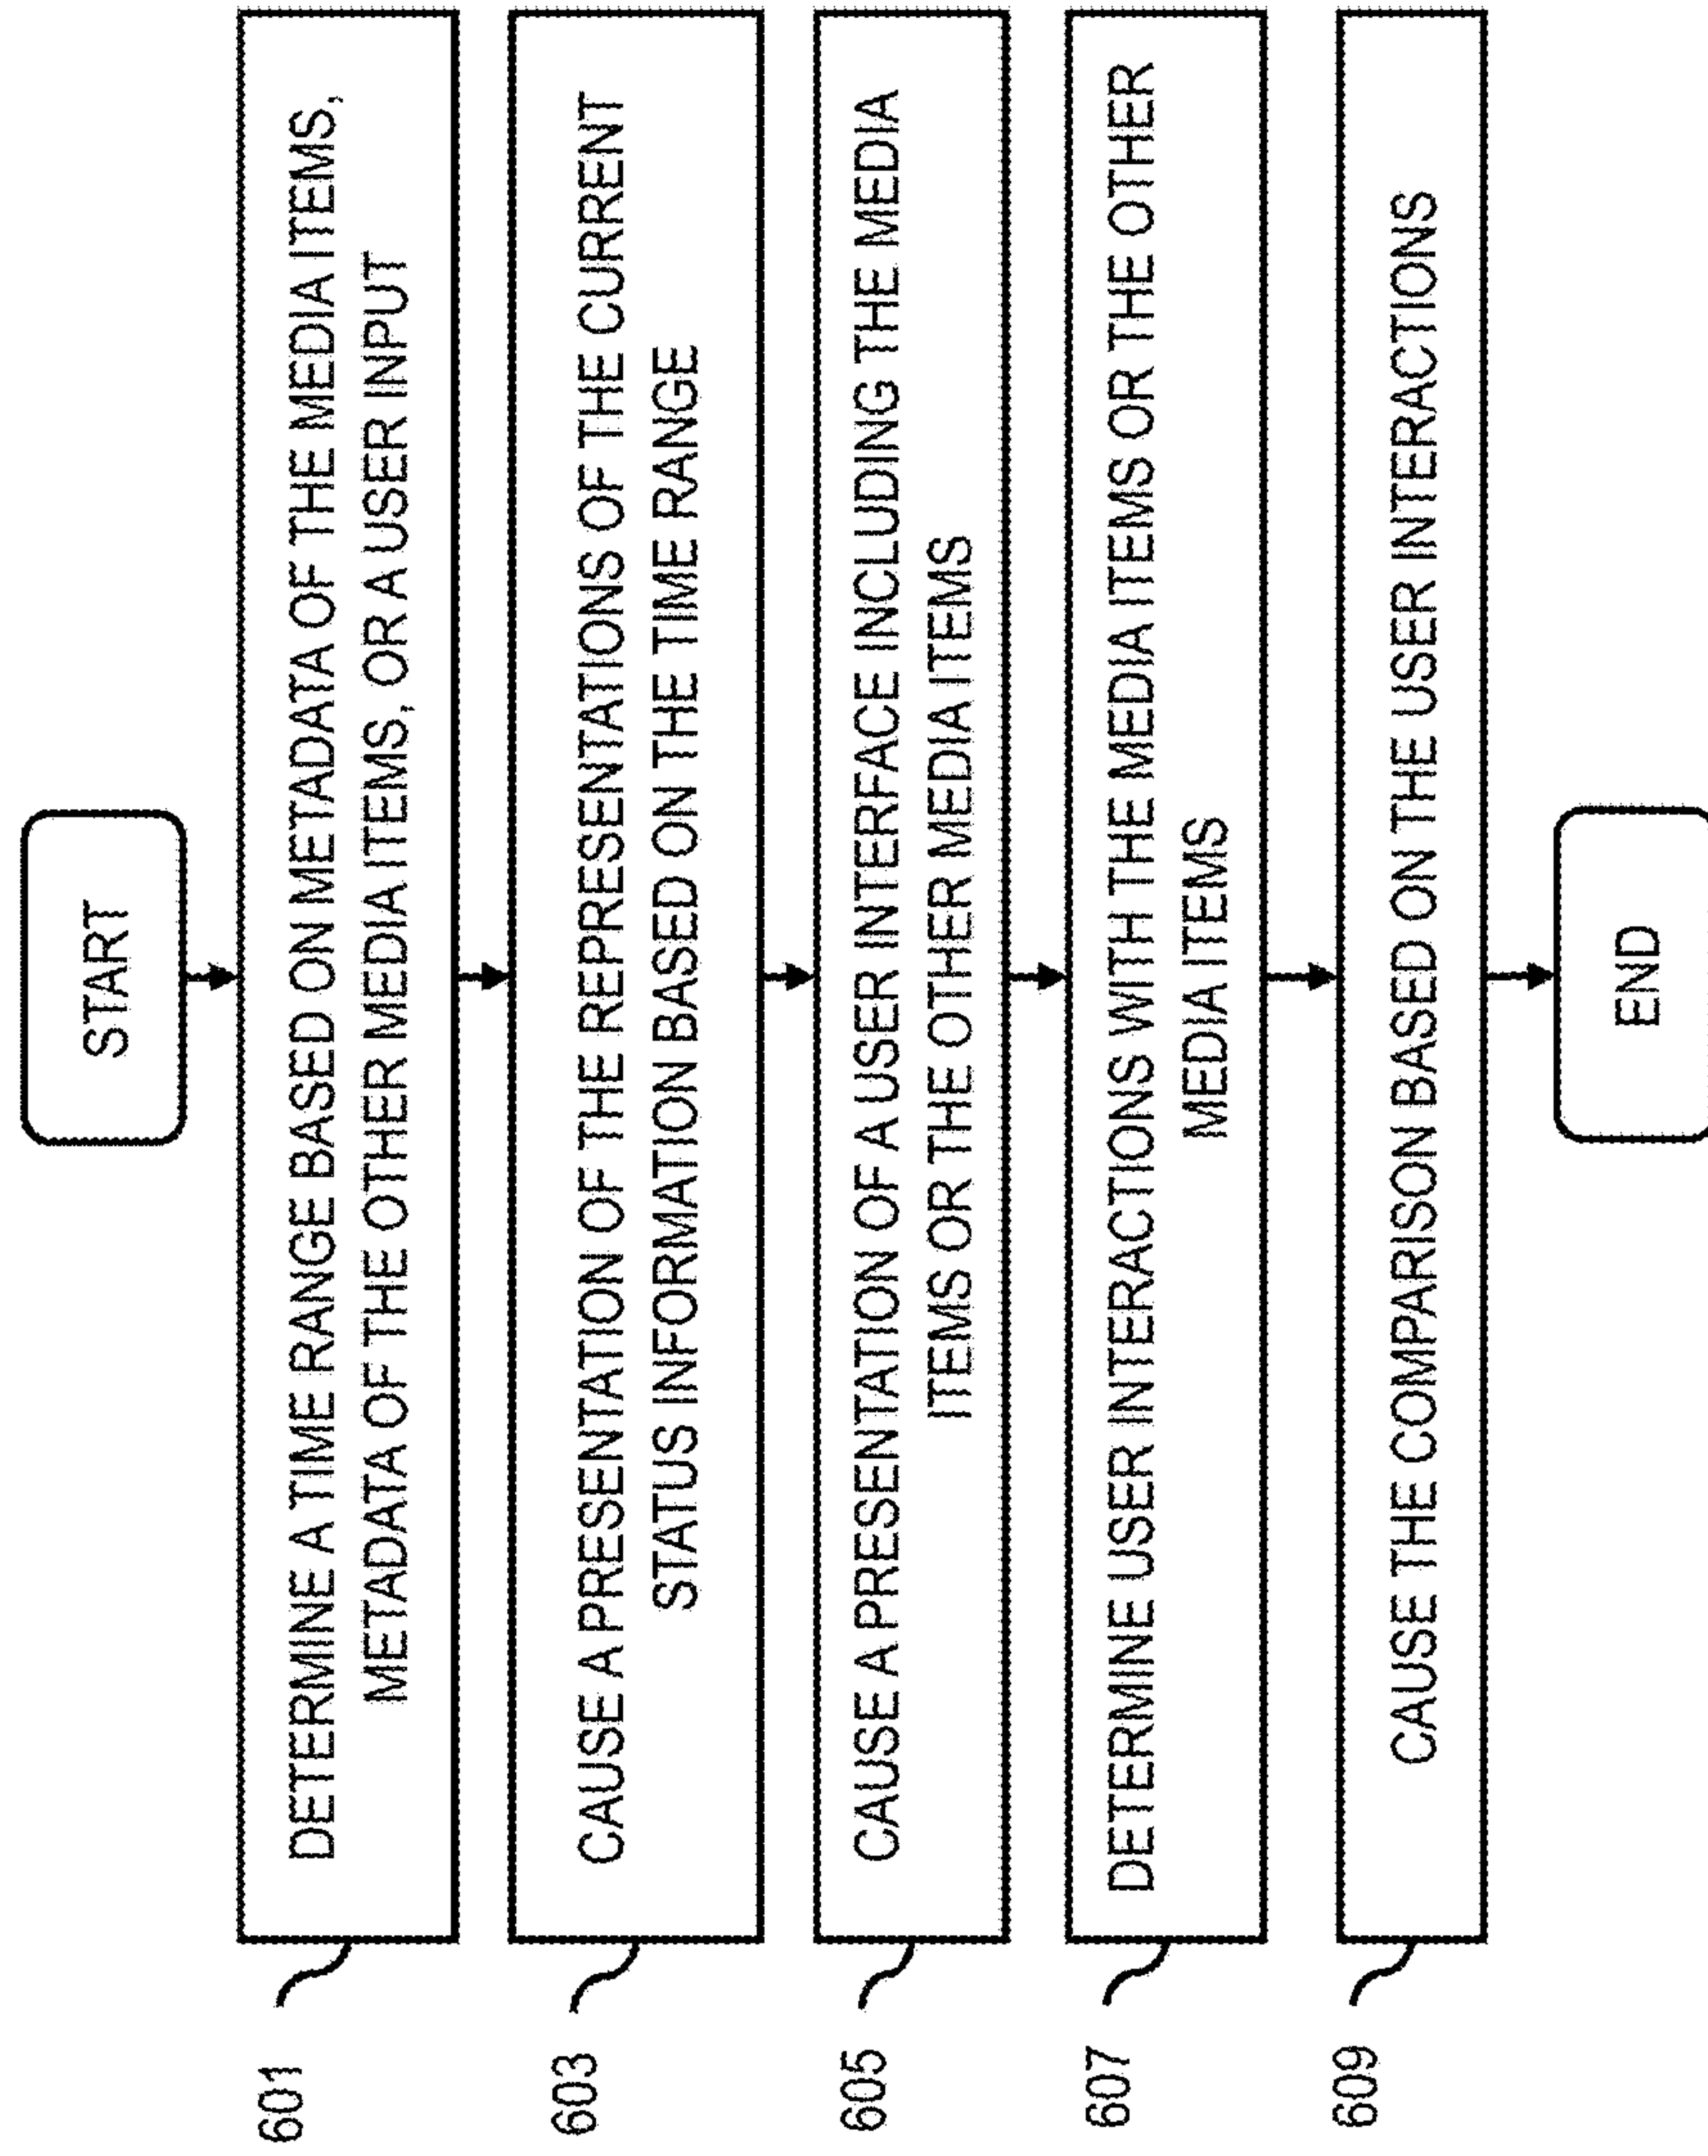 START
601
DETERMINE A TIME RANGE BASED ON METADATA OF THE MEDIA ITEMS,
METADATA OF THE OTHER MEDIA ITEMS, OR A USER INPUT
603
CAUSE A PRESENTATION OF THE REPRESENTATIONS OF THE CURRENT
STATUS INFORMATION BASED ON THE TIME RANGE
605
CAUSE A PRESENTATION OF A USER INTERFACE INCLUDING THE MEDIA
ITEMS OR THE OTHER MEDIA ITEMS
607
DETERMINE USER INTERACTIONS WITH THE MEDIA ITEMS OR THE OTHER
MEDIA ITEMS
609
CAUSE THE COMPARISON BASED ON THE USER INTERACTIONS
END